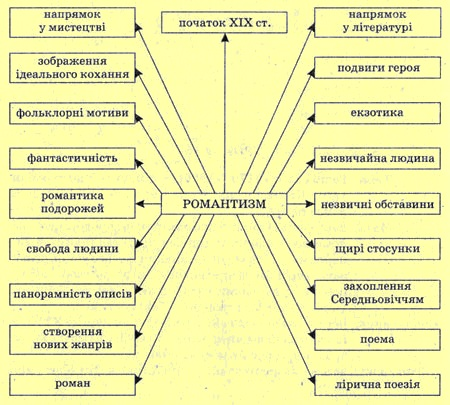 напрямок
у мистецтві
початок XIX ст.
напрямок
у літературі
зображення
ідеального кохання
подвиги героя
фольклорні мотиви
екзотика
фантастичність
незвичайна людина
романтика
подорожей
РОМАНТИЗМ
незвичні обставини
свобода людини
щирі стосунки
панорамність описів
захоплення
Середньовіччям
створення
нових жанрів
поема
роман
лірична поезія